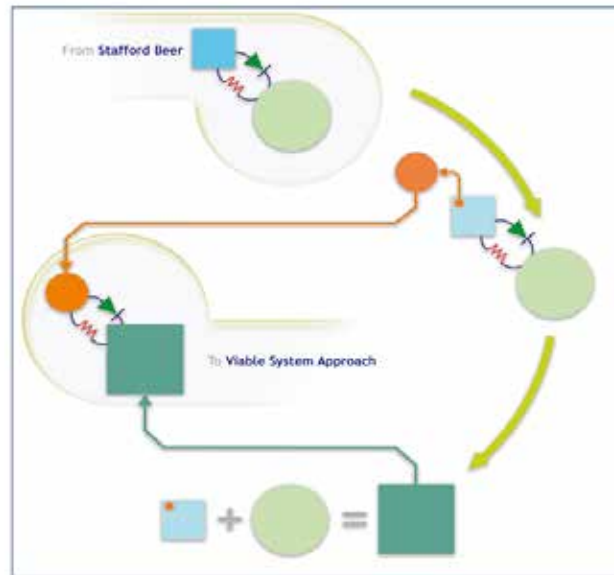 From Stafford Beer
To Viable System Approach
+ =